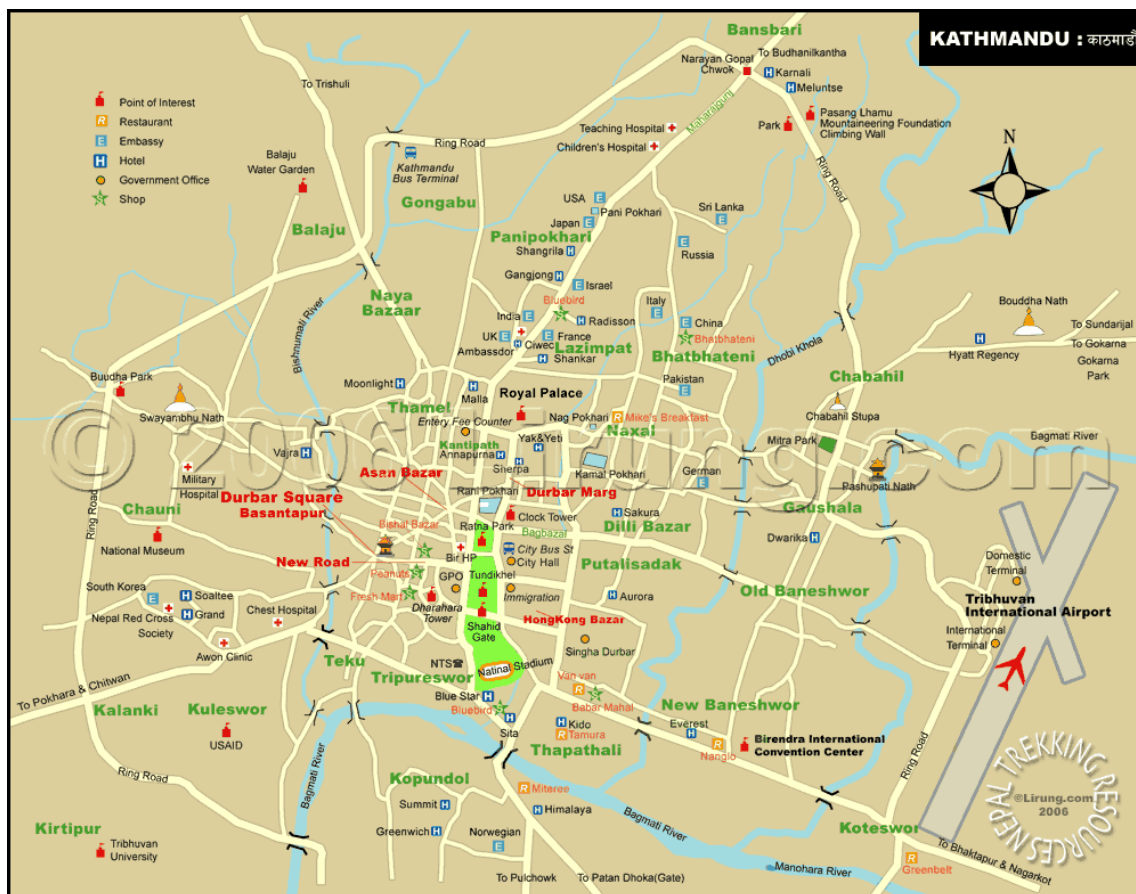 KATHMANDU : काठमाडौं
Bansbari
To Budhanilkantha
Narayan Gopal
Chwok
Karnali
Meluntse
To Trishuli
Point of Interest
Restaurant
Embassy
Hotel
Government Office
Shop
Maharajgunj
Pasang Lhamu
Mountaineering Foundation
Climbing Wall
Park
Teaching Hospital
Children's Hospital
N
Ring Road
Ring Road
Balaju
Water Garden
Kathmandu
Bus Terminal
Gongabu
USA
Pani Pokhari
Japan
Sri Lanka
Balaju
Panipokhari
Shangrila
Russia
Gangjong
Israel
Naya
Bazaar
Bishnumati River
Bluebird
Italy
India
Radisson
China
Bouddha Nath
To Sundarijal
To Gokarna
Gokarna
Park
UK
France
Ciwec
Ambassdor
Shankar
Lazimpat
Bhatbhateni
Bhatbhateni
Dhobi Khola
Hyatt Regency
Chabahil
Buudha Park
Moonlight
Malla
Royal Palace
Pakistan
Swayambhu Nath
Thamel
Entery Fee Counter
Nag Pokhari
Mike's Breakfast
Naxal
Chabahil Stupa
Bagmati River
© 2006 Lirung.com
Kantipath
Yak&Yeti
Annapurna
Sherpa
Mitra Park
Vajra
Asan Bazar
Kamal Pokhari
German
Pashupati Nath
Military
Hospital
Durbar Square
Basantapur
Rani Pokhari
Durbar Marg
Gaushala
Chauni
Clock Tower
Sakura
Dilli Bazar
Bishal Bazar
Ratna Park
Bagbazal
Ring Road
National Museum
Bir HP
City Bus St
City Hall
Dwarika
New Road
Putalisadak
Domestic
Terminal
Peanuts
GPO
Tundikhel
South Korea
Soaltee
Fresh Mart
Immigration
Aurora
Old Baneshwor
Tribhuvan
International Airport
Nepal Red Cross
Society
Grand
Chest Hospital
Dharahara
Tower
HongKong Bazar
Shahid
Gate
International
Terminal
Awon Clinic
Singha Durbar
Teku
NTS
Natinal Stadium
Tripureswor
Van van
To Pokhara & Chitwan
Blue Star
Babar Mahal
New Baneshwor
Kalanki
Kuleswor
Bluebird
Sita
Kido
Tamura
Everest
USAID
Thapathali
Nanglo
Birendra International
Convention Center
Ring Road
Bagmati River
Kopundol
Miteree
Ring Road
NEPAL TREKKING RESOURCES
©Lirung.com
2006
Summit
Himalaya
Kirtipur
Greenwich
Norwegian
Bagmati River
Koteswor
Tribhuvan
University
To Bhaktapur & Nagarkot
Manohara River
Greenbelt
To Pulchowk
To Patan Dhoka(Gate)